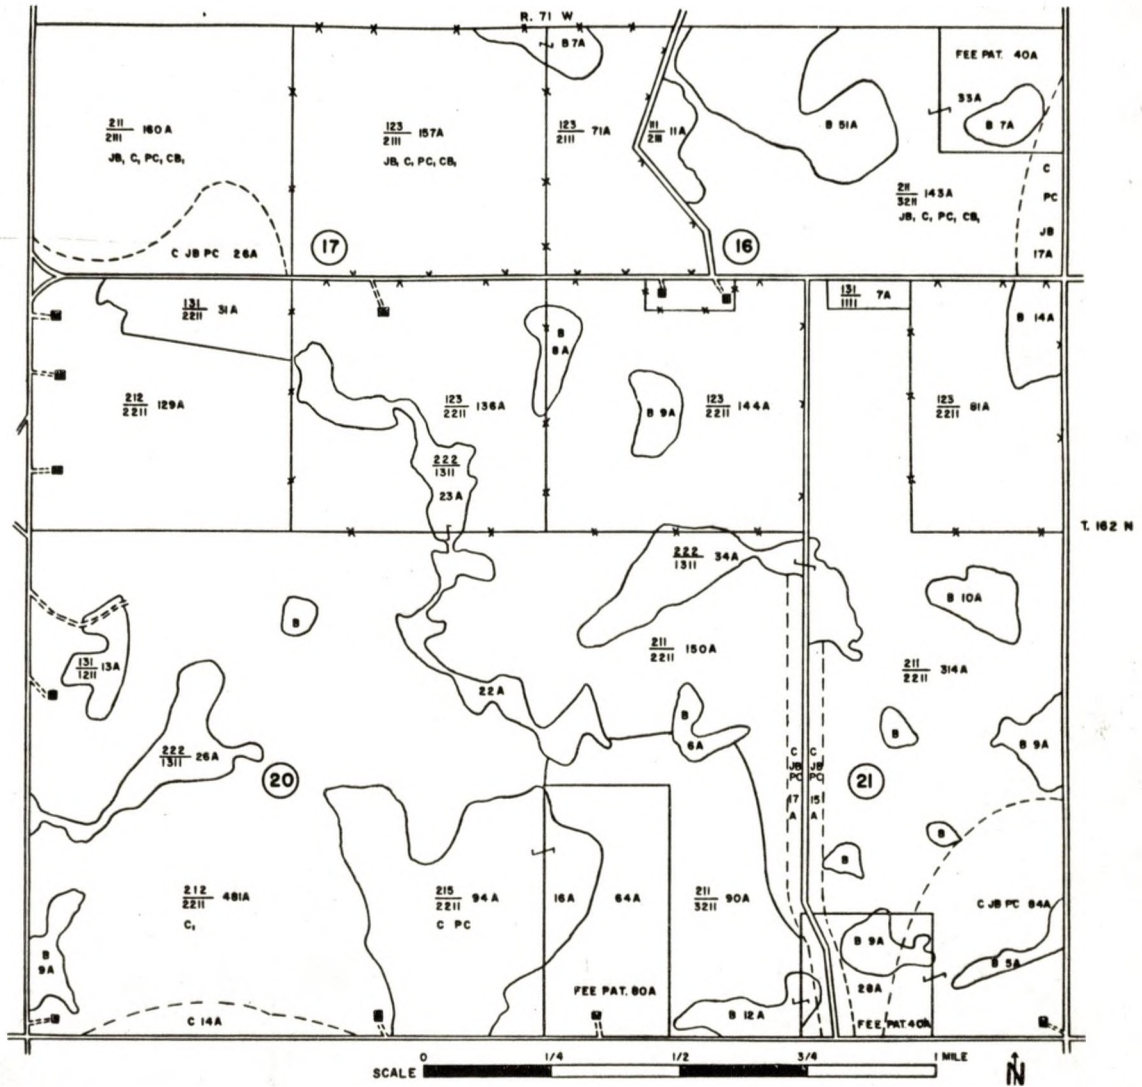 R. 71 W
B 7A
FEE PAT. 40A
33A
B 7A
211
2111
160 A
JB, C, PC, CB,
123
2111
157A
JB, C, PC, CB,
123
2111
71A
111
2111
11A
B 51A
211
3211
143A
JB, C, PC, CB,
C
PC
JB
17A
C JB PC 26A
17
16
131
2211
31A
131
1111
7A
B 14A
B
8A
212
2211
129A
123
2211
136A
B 9A
123
2211
144A
123
2211
81A
222
1311
23A
T. 162 N
222
1311
34A
B 10A
B
131
1211
13A
211
2211
150A
211
2211
314A
22A
B
6A
B
B 9A
222
1311
26A
20
C
JB
PC
17
A
C
JB
PC
15
A
21
B
B
212
2211
481A
C,
215
2211
94A
C PC
16A
64A
211
3211
90A
C JB PC 84A
B
9A
B 9A
B 5A
28A
FEE PAT. 80A
B 12A
C 14A
FEE PAT 40A
SCALE
0 1/4 1/2 3/4 1 MILE
N